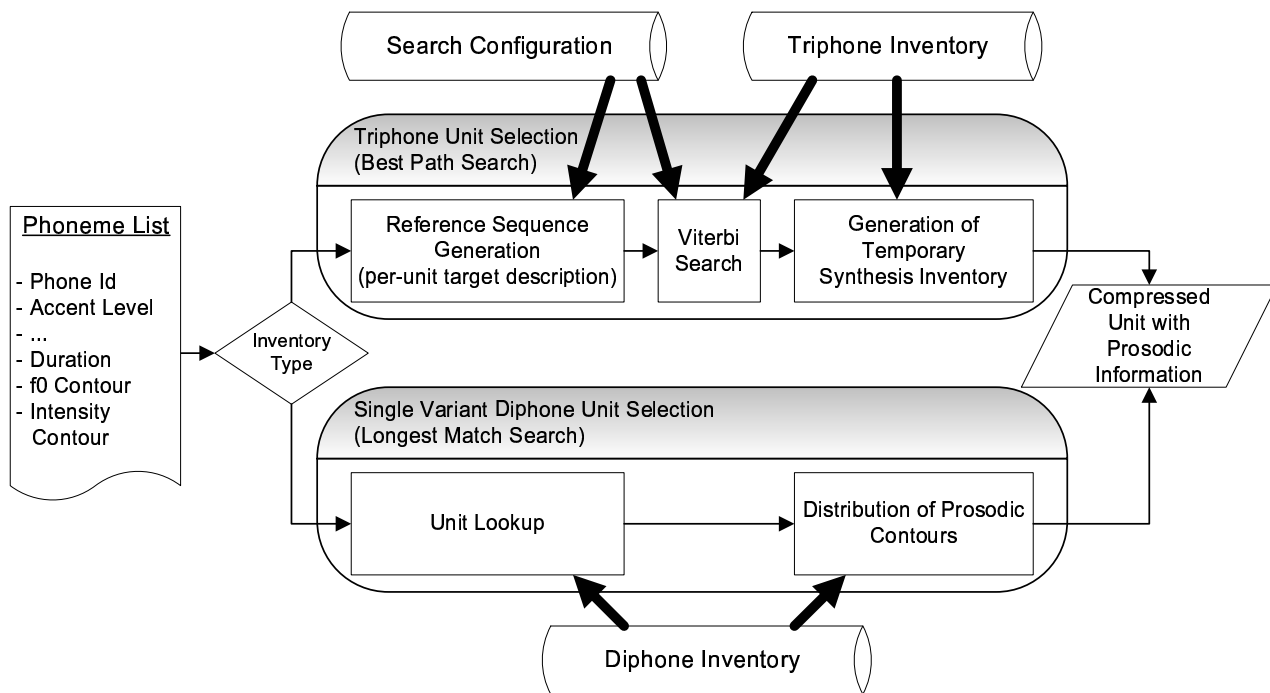 Search Configuration
Triphone Inventory
Triphone Unit Selection
(Best Path Search)
Phoneme List
- Phone Id
- Accent Level
- ...
- Duration
- f0 Contour
- Intensity
Contour
Inventory
Type
Reference Sequence
Generation
(per-unit target description)
Viterbi
Search
Generation of
Temporary
Synthesis Inventory
Compressed
Unit with
Prosodic
Information
Single Variant Diphone Unit Selection
(Longest Match Search)
Unit Lookup
Distribution of Prosodic
Contours
Diphone Inventory